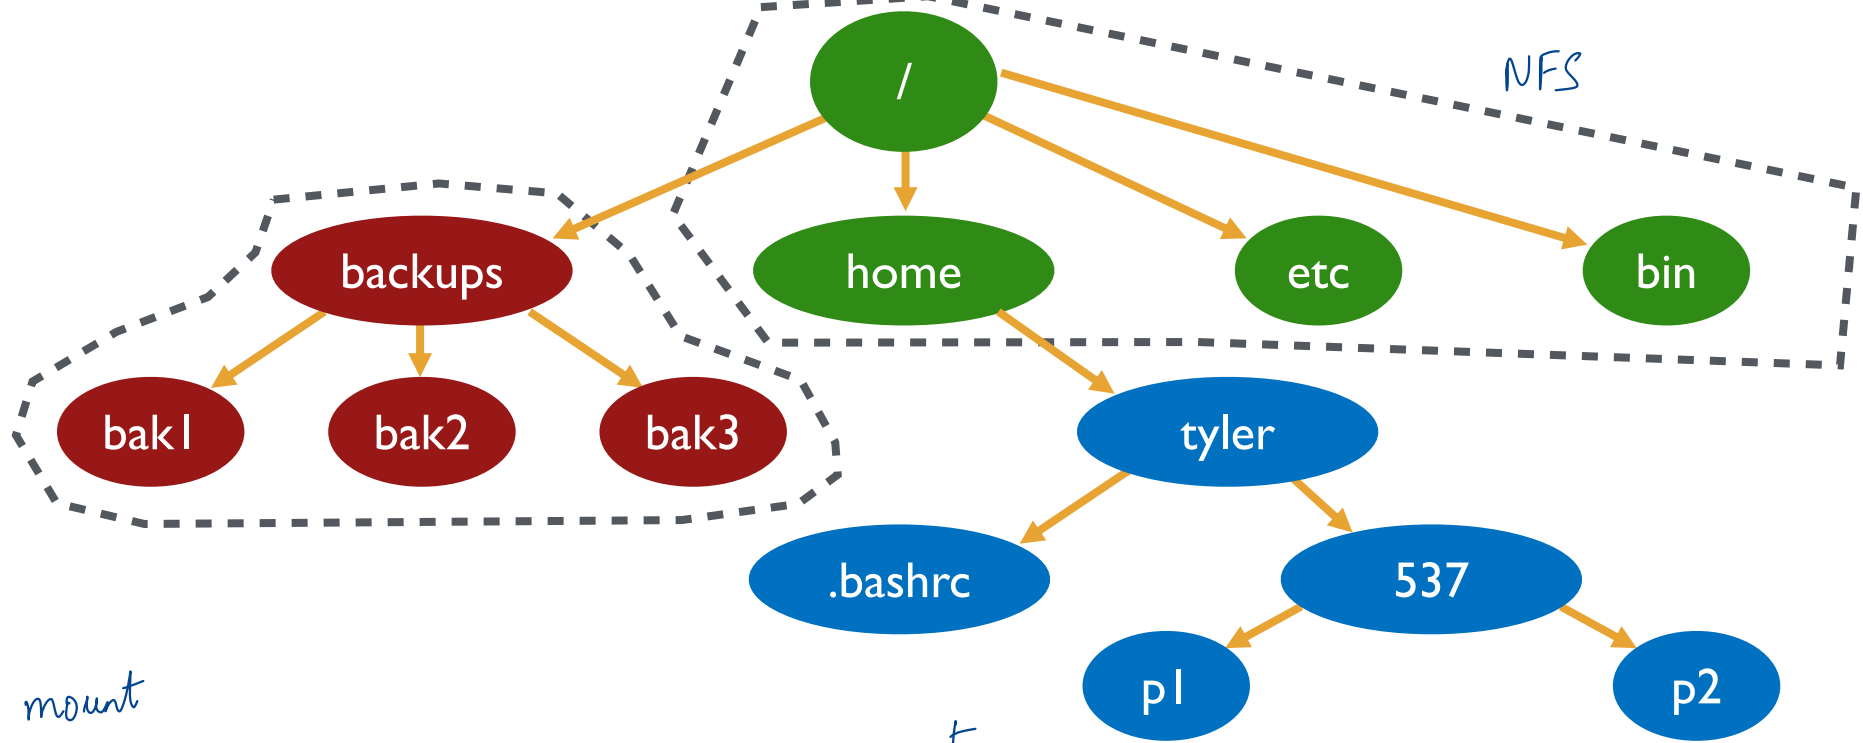 /
NFS
backups
home
etc
bin
bak1
bak2
bak3
tyler
.bashrc
537
p1
p2
mount